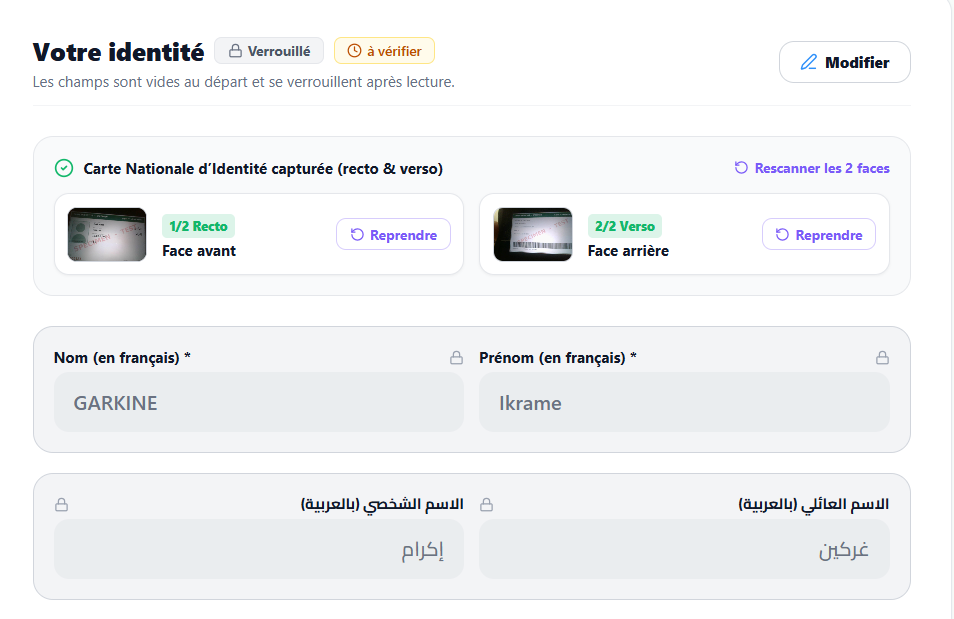 Votre identité Verrouillé à vérifier
Modifier
Les champs sont vides au départ et se verrouillent après lecture.
Carte Nationale d’Identité capturée (recto & verso)
Rescanner les 2 faces
1/2 Recto
Face avant
Reprendre
2/2 Verso
Face arrière
Reprendre
Nom (en français) *
GARKINE
Prénom (en français) *
Ikrame
الاسم العائلي (بالعربية)
غركين
الاسم الشخصي (بالعربية)
إكرام